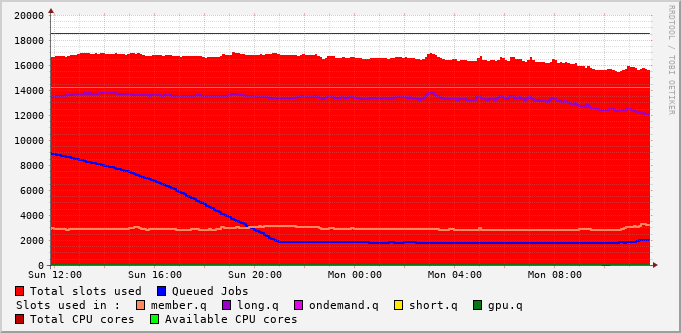 20000
18000
16000
14000
12000
10000
8000
6000
4000
2000
0
Sun 12:00 Sun 16:00 Sun 20:00 Mon 00:00 Mon 04:00 Mon 08:00
RRDTOOL / TOBI OETIKER
Total slots used Queued Jobs
Slots used in : member.q long.q ondemand.q short.q gpu.q
Total CPU cores Available CPU cores